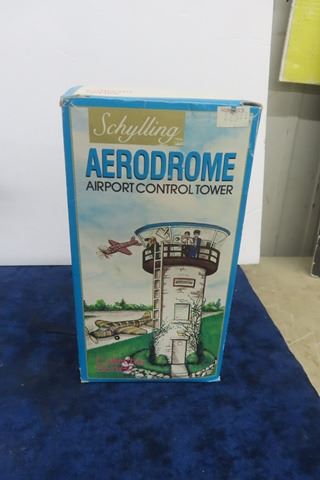 Schylling
AERODROME
AIRPORT CONTROL TOWER